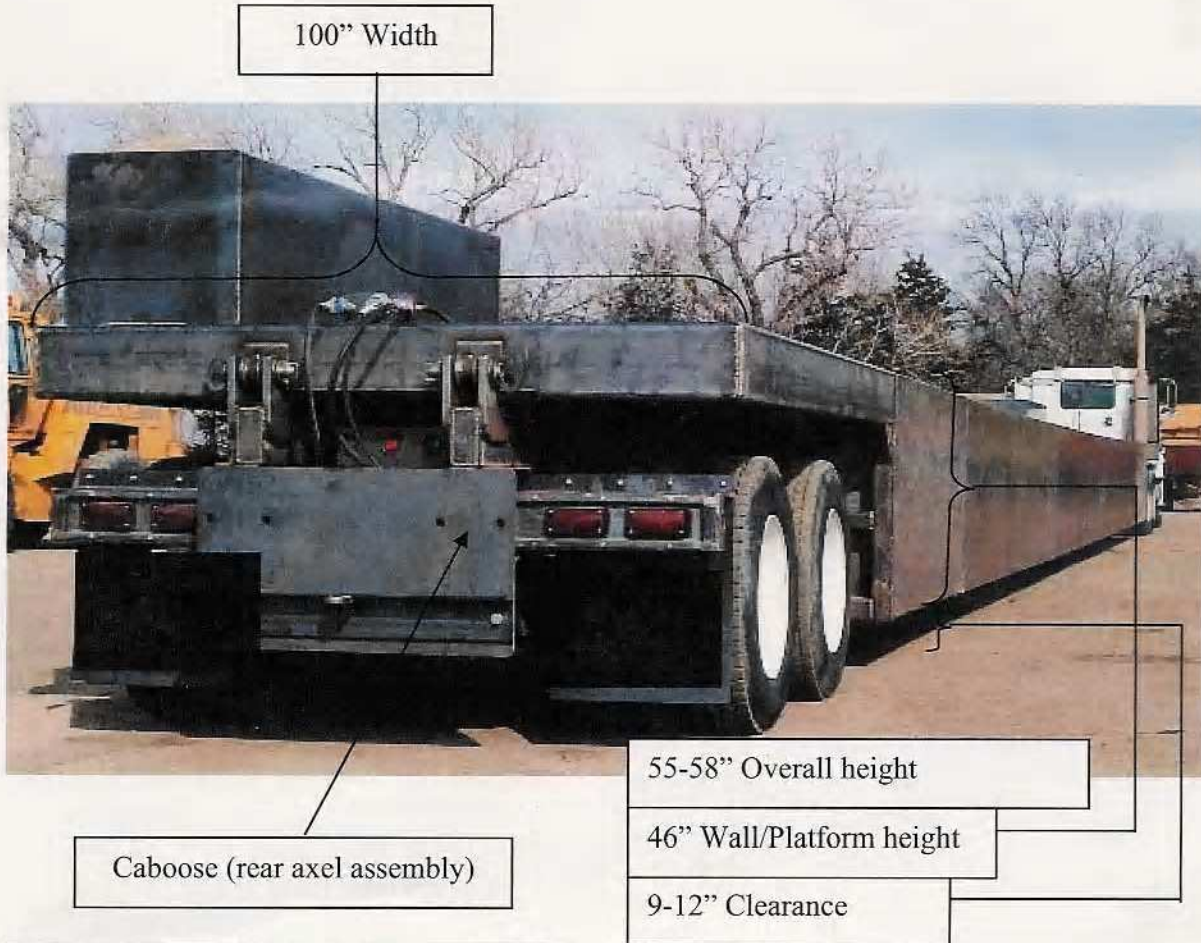 100” Width
55-58” Overall height
46” Wall/Platform height
Caboose (rear axel assembly)
9-12” Clearance